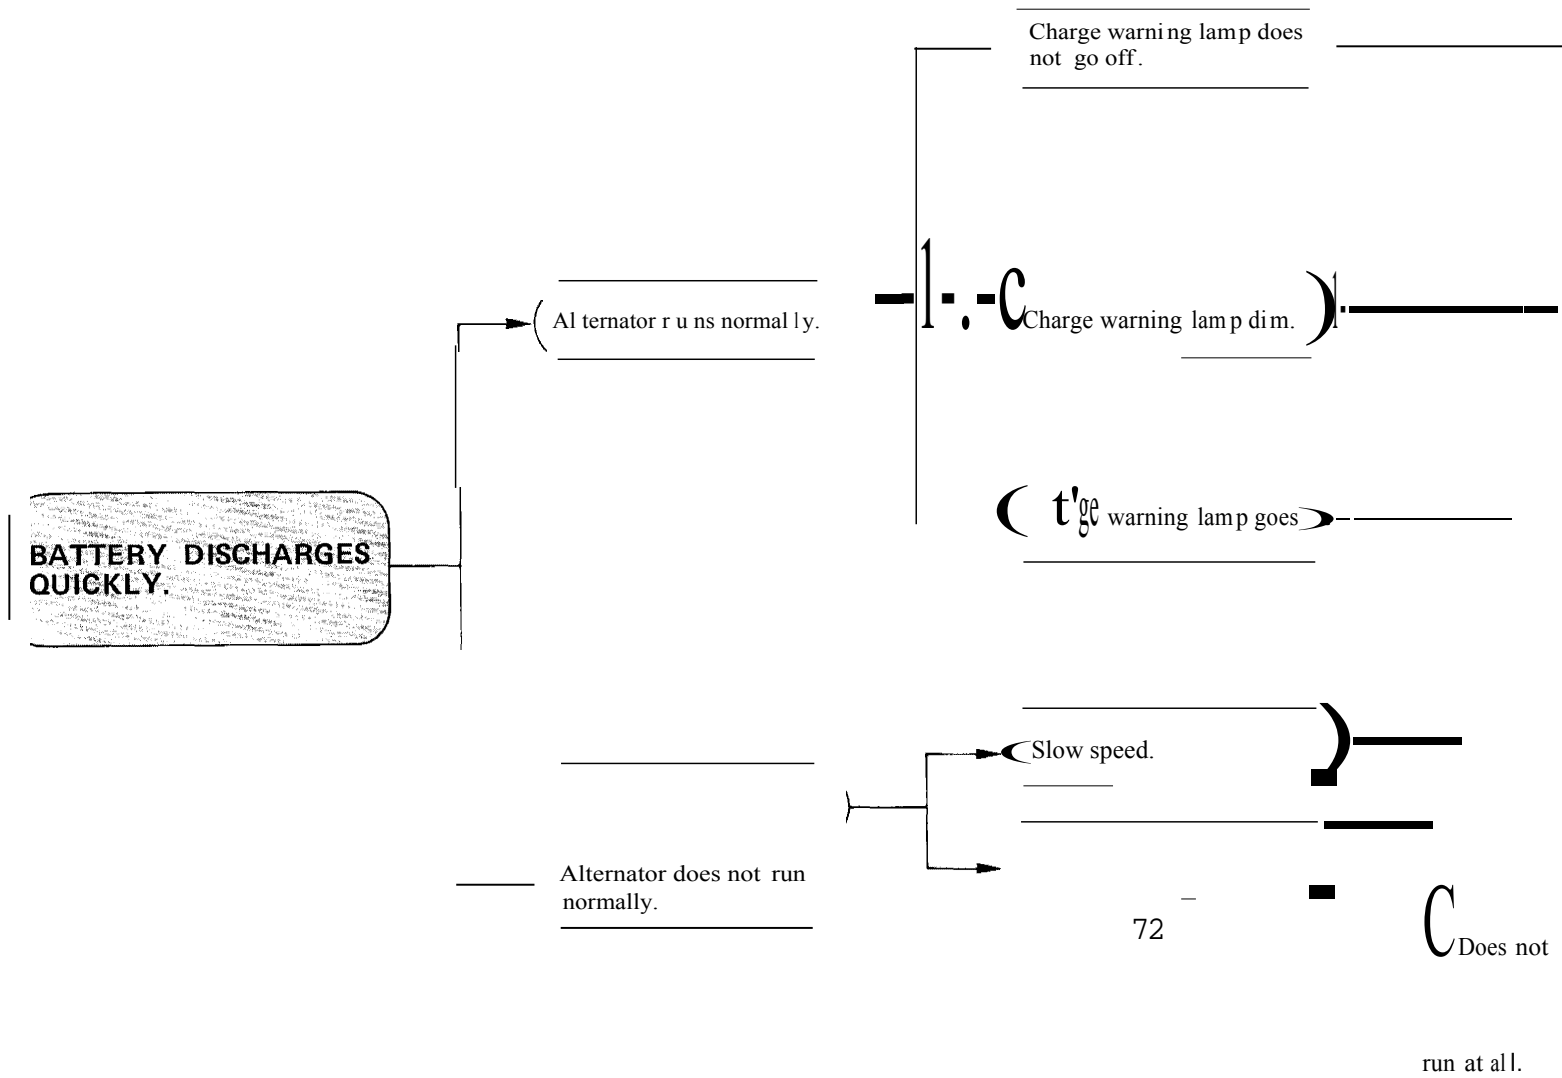 Charge warning lamp does
not go off.
Alternator runs normally.
Charge warning lamp dim.
t'ge warning lamp goes
BATTERY DISCHARGES
QUICKLY.
Slow speed.
Alternator does not run
normally.
72
Does not
run at all.